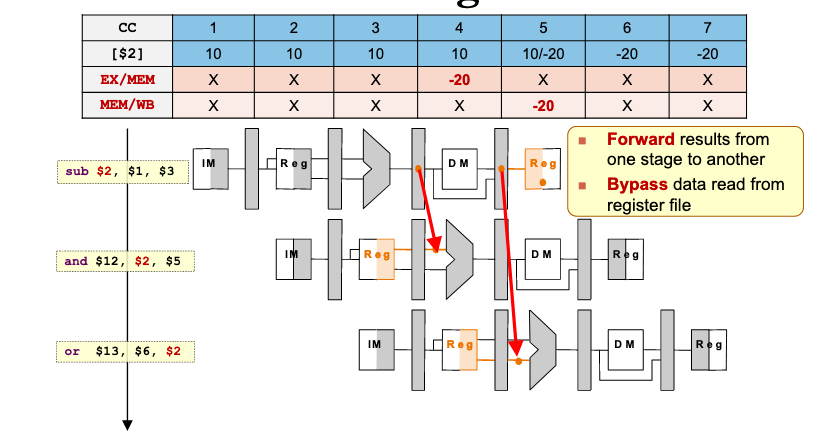 CC 1 2 3 4 5 6 7
[$2] 10 10 10 10 10/-20 -20 -20
EX/MEM X X X -20 X X X
MEM/WB X X X X -20 X X
Forward results from
one stage to another
Bypass data read from
register file
sub $2, $1, $3
IM Reg DM Reg
and $12, $2, $5
IM Reg DM Reg
or $13, $6, $2
IM Reg DM Reg